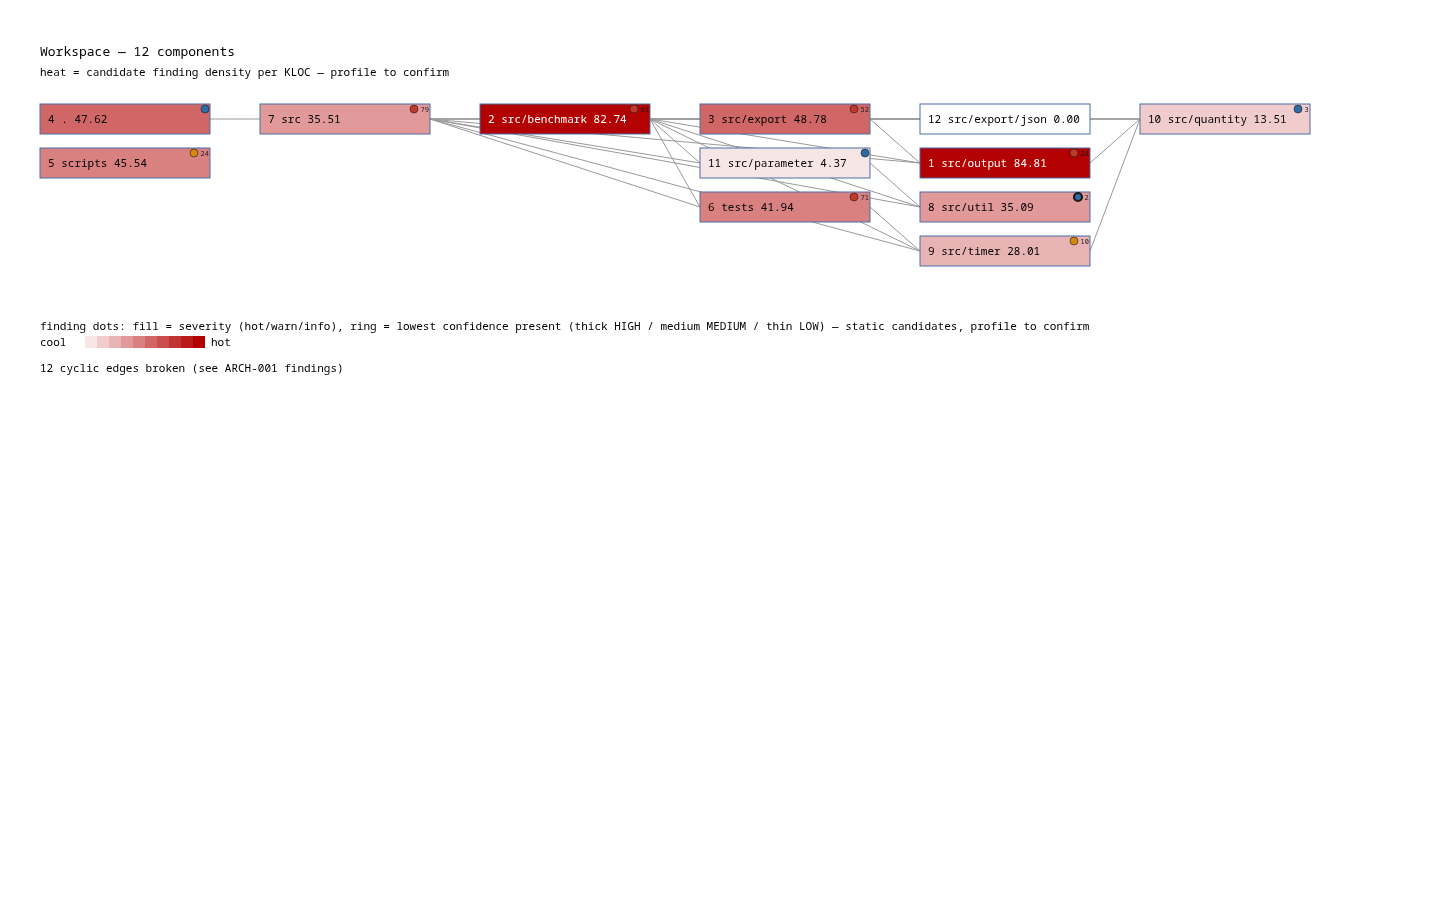 Workspace — 12 components
heat = candidate finding density per KLOC — profile to confirm
4 . 47.62
7 src 35.51
79
2 src/benchmark 82.74
3 src/export 48.78
52
12 src/export/json 0.00
10 src/quantity 13.51
3
5 scripts 45.54
24
11 src/parameter 4.37
1 src/output 84.81
6 tests 41.94
71
8 src/util 35.09
2
9 src/timer 28.01
10
finding dots: fill = severity (hot/warn/info), ring = lowest confidence present (thick HIGH / medium MEDIUM / thin LOW) — static candidates, profile to confirm
cool hot
12 cyclic edges broken (see ARCH-001 findings)